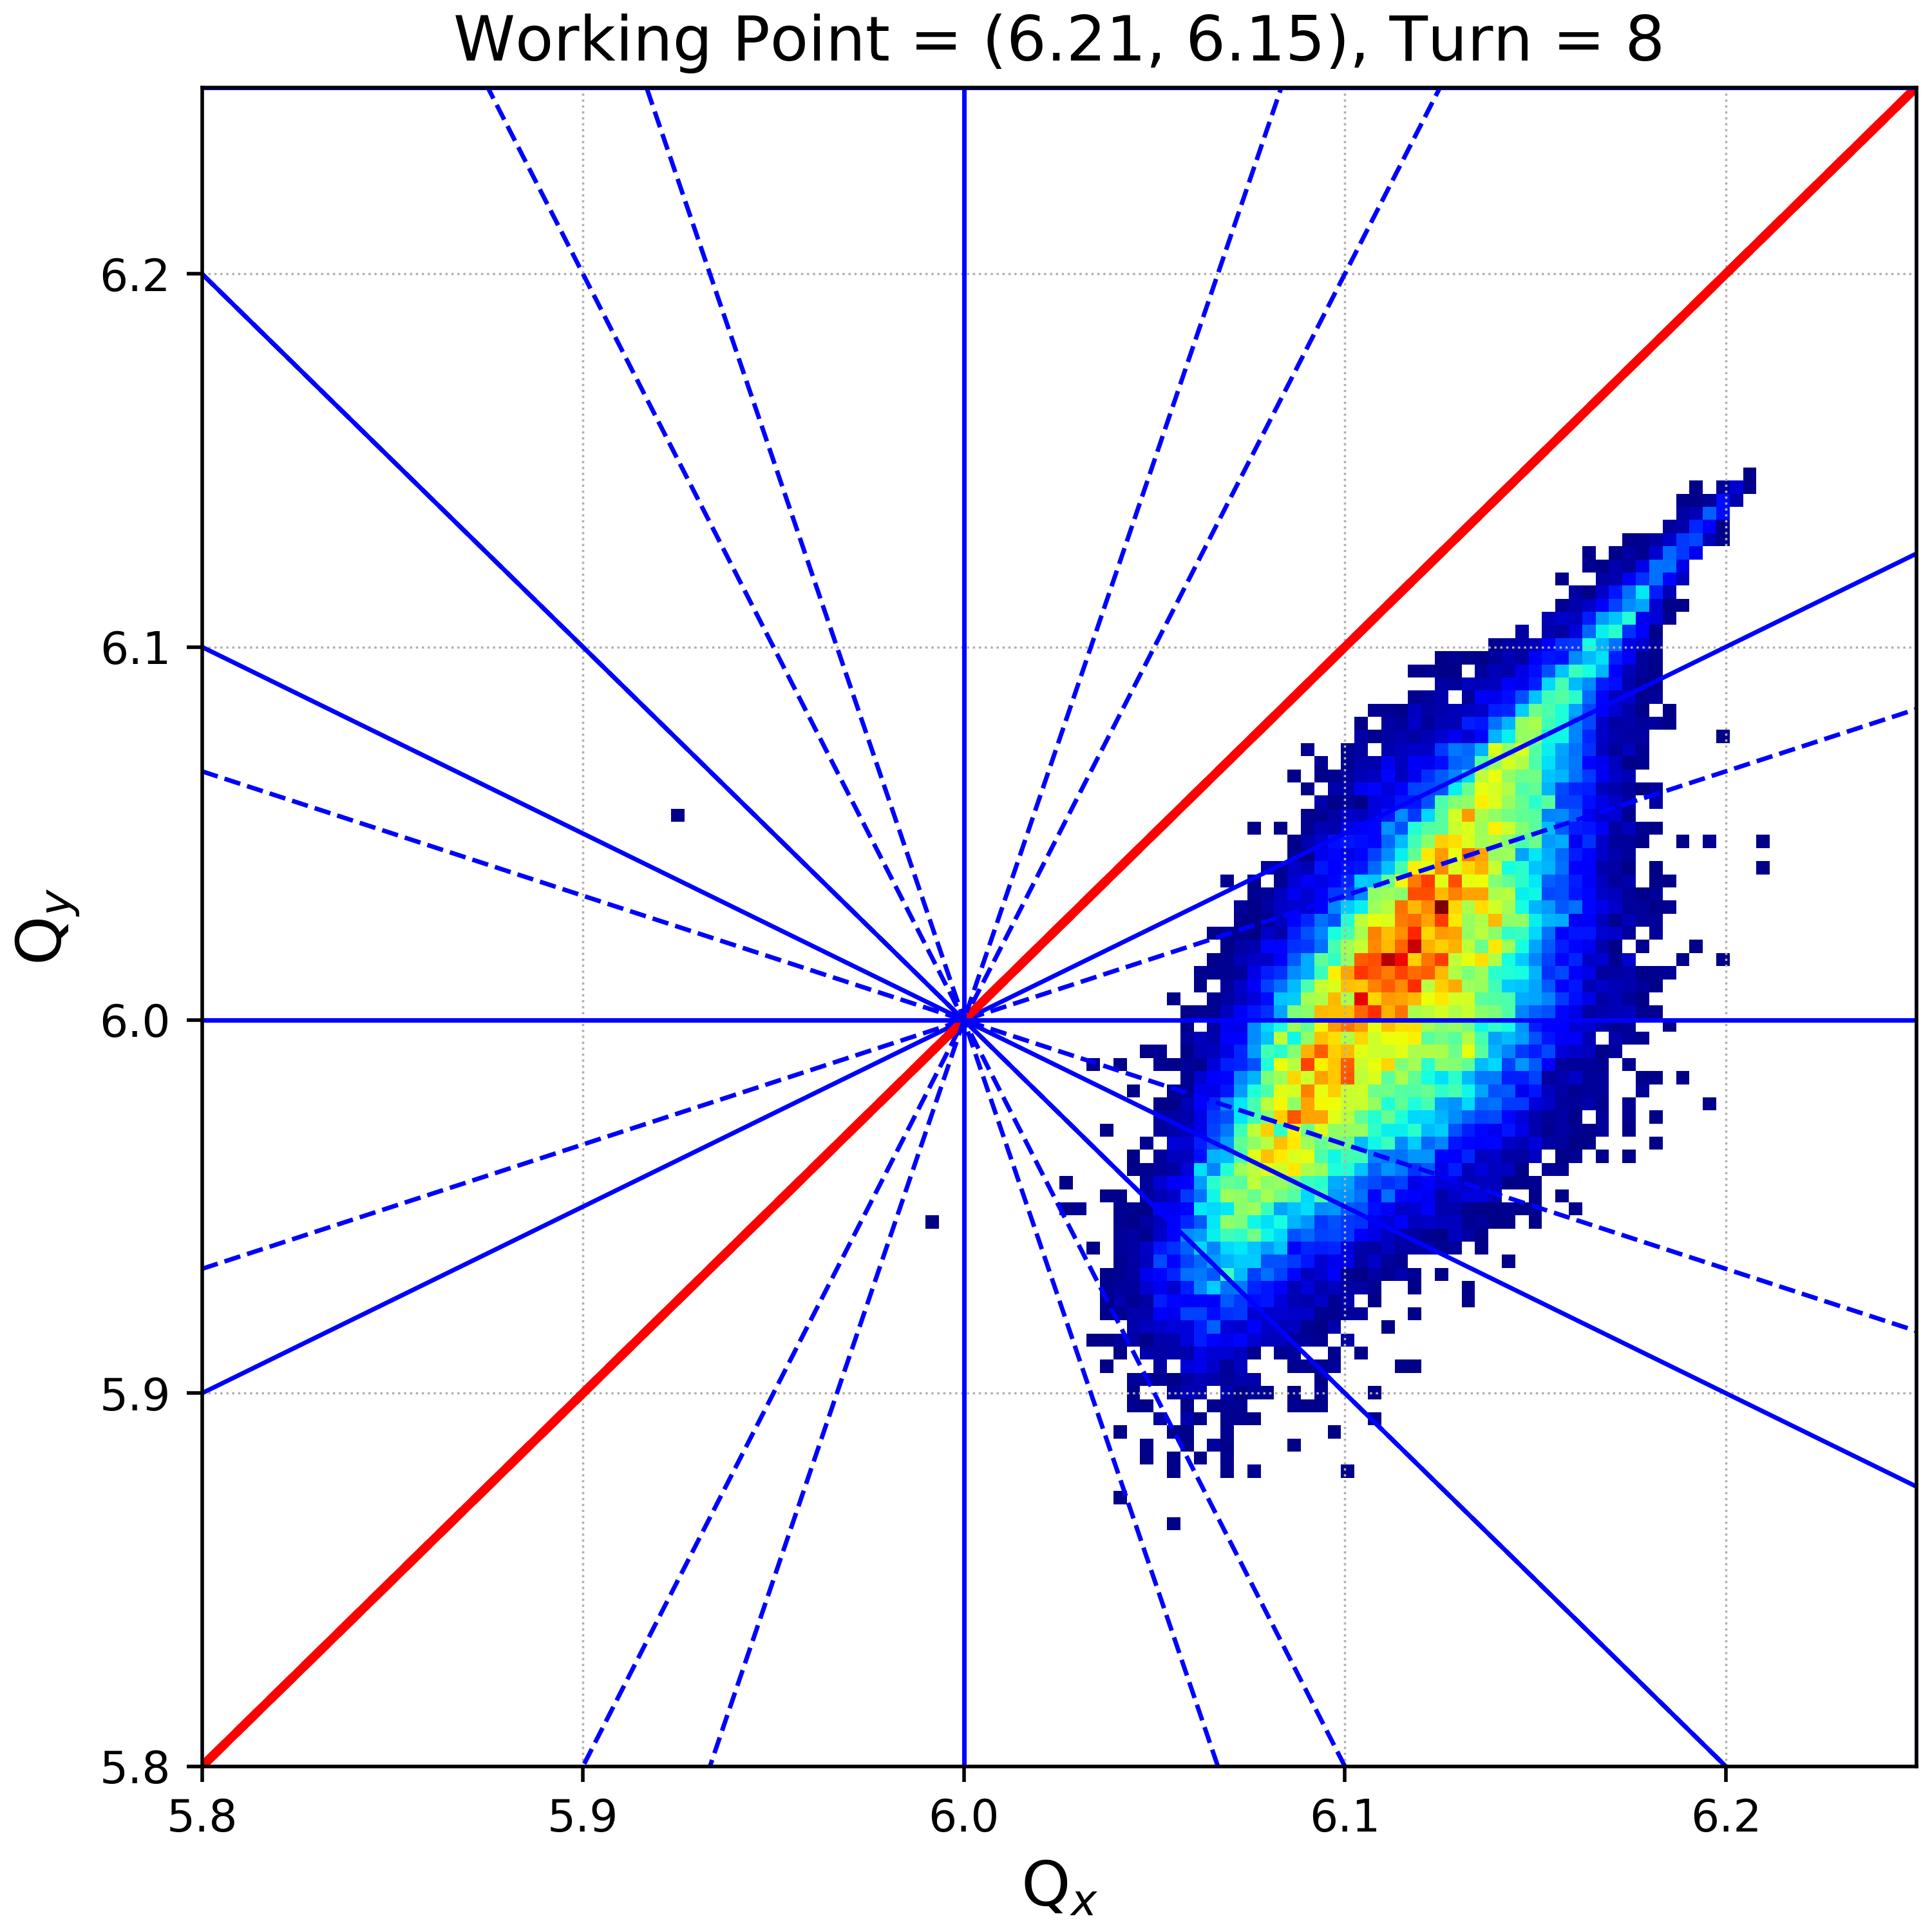 Working Point = (6.21, 6.15), Turn = 8
6.2
6.1
6.0
5.9
5.8
Qy
5.8 5.9 6.0 6.1 6.2
Qx